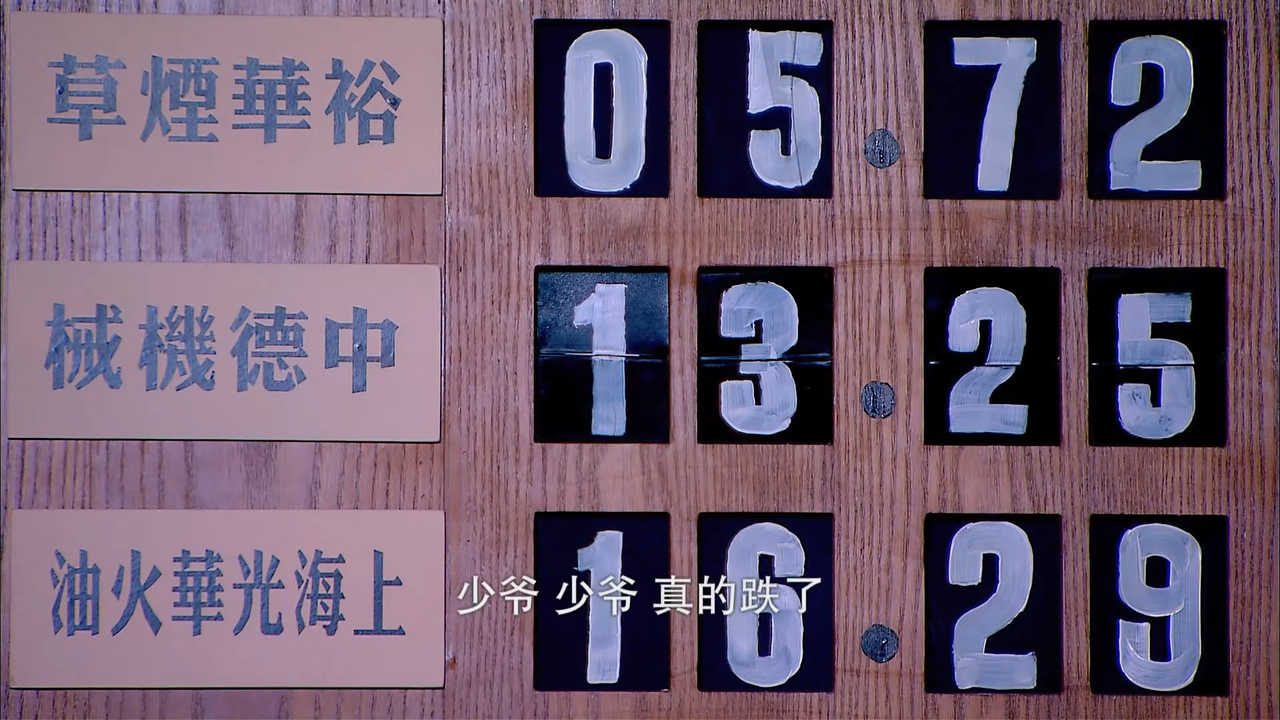 裕華煙草 05.72
中德機械 13.25
上海光華火油 16.29
少爷 少爷 真的跌了